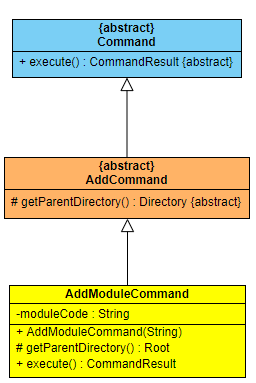 {abstract}
Command
+ execute() : CommandResult {abstract}
{abstract}
AddCommand
# getParentDirectory() : Directory {abstract}
AddModuleCommand
-moduleCode : String
+ AddModuleCommand(String)
# getParentDirectory() : Root
+ execute() : CommandResult